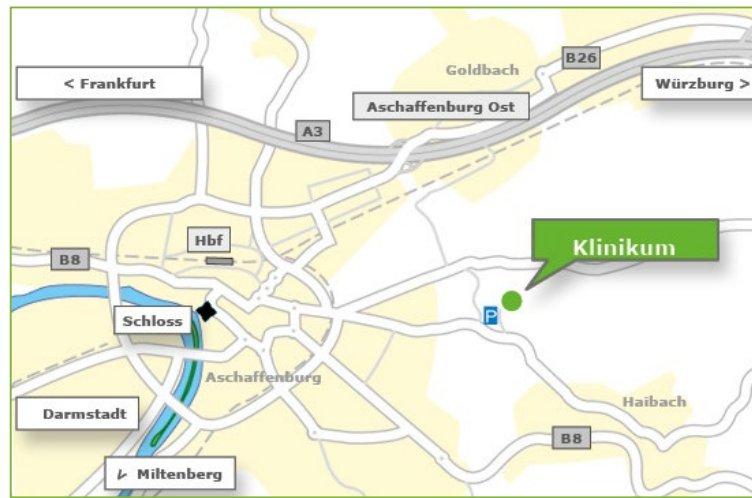 B26
Goldbach
< Frankfurt
Würzburg >
Aschaffenburg Ost
A3
Hbf
Klinikum
B8
P
Schloss
Aschaffenburg
Haibach
Darmstadt
B8
< Miltenberg